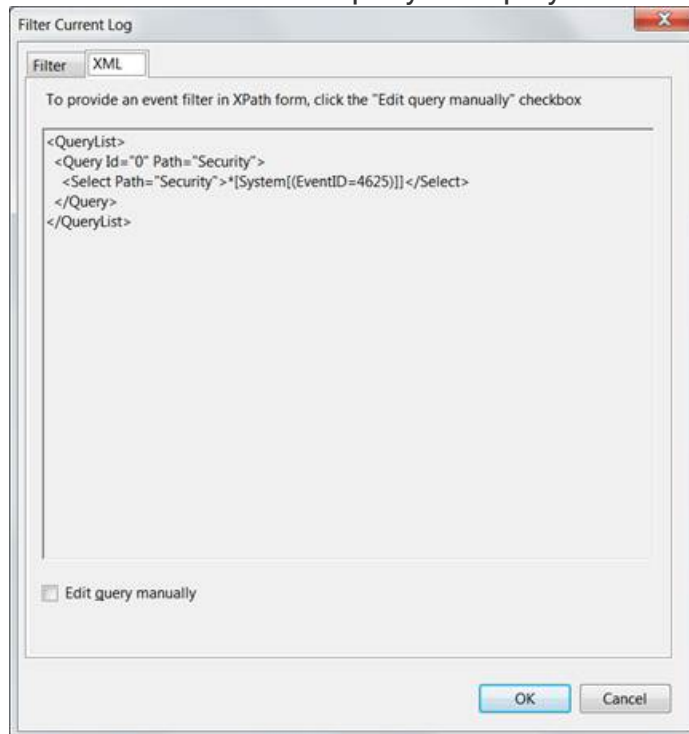 Filter Current Log
Filter XML
To provide an event filter in XPath form, click the "Edit query manually" checkbox
<QueryList>
<Query Id="0" Path="Security">
<Select Path="Security">*[System[(EventID=4625)]]</Select>
</Query>
</QueryList>
Edit query manually
OK Cancel